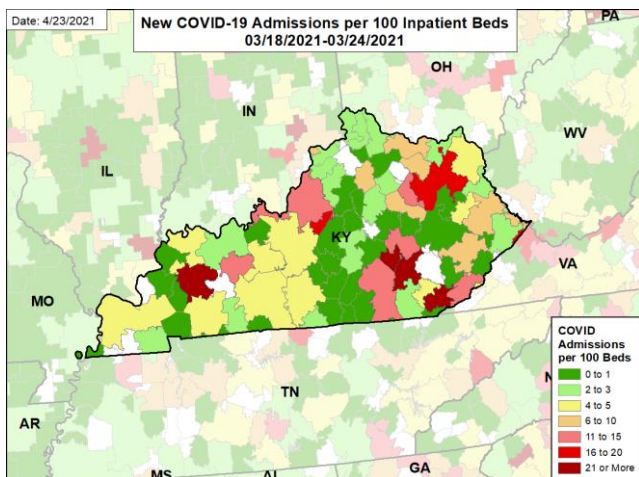 Date: 4/23/2021
New COVID-19 Admissions per 100 Inpatient Beds
03/18/2021-03/24/2021
PA
OH
IN
WV
IL
KY
VA
MO
TN
AR
MS
AL
GA
N
COVID
Admissions
per 100 Beds
0 to 1
2 to 3
4 to 5
6 to 10
11 to 15
16 to 20
21 or More